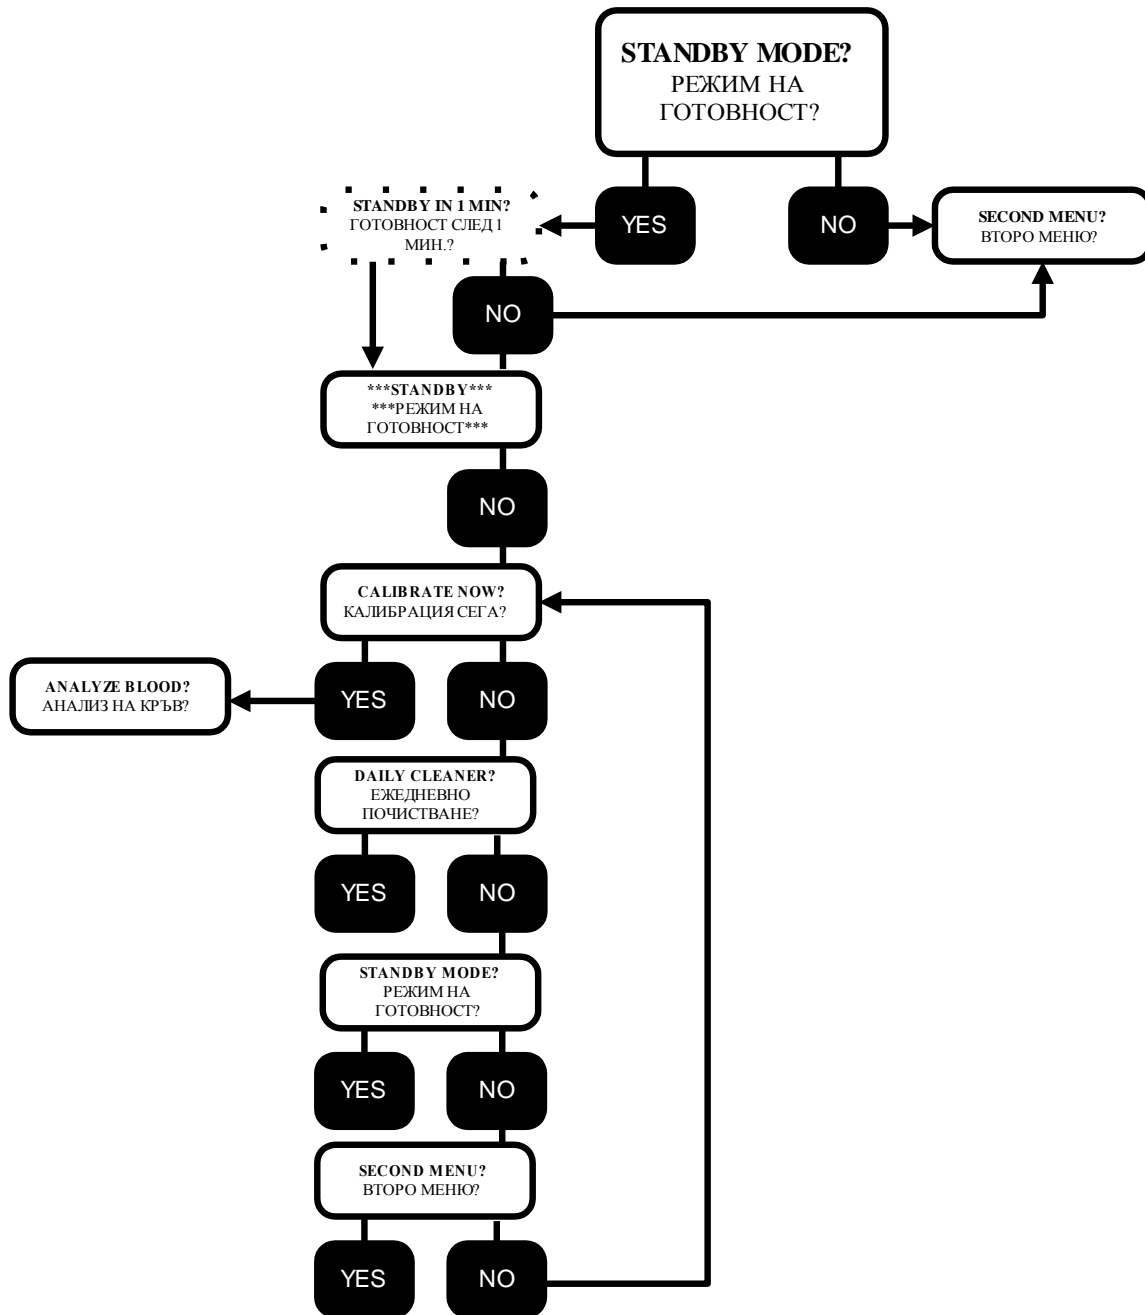 STANDBY MODE?
РЕЖИМ НА
ГОТОВНОСТ?
STANDBY IN 1 MIN?
ГОТОВНОСТ СЛЕД 1
МИН.?
YES
NO
SECOND MENU?
ВТОРО МЕНЮ?
NO
***STANDBY***
***РЕЖИМ НА
ГОТОВНОСТ***
NO
CALIBRATE NOW?
КАЛИБРАЦИЯ СЕГА?
ANALYZE BLOOD?
АНАЛИЗ НА КРЪВ?
YES
NO
DAILY CLEANER?
ЕЖЕДНЕВНО
ПОЧИСТВАНЕ?
YES
NO
STANDBY MODE?
РЕЖИМ НА
ГОТОВНОСТ?
YES
NO
SECOND MENU?
ВТОРО МЕНЮ?
YES
NO